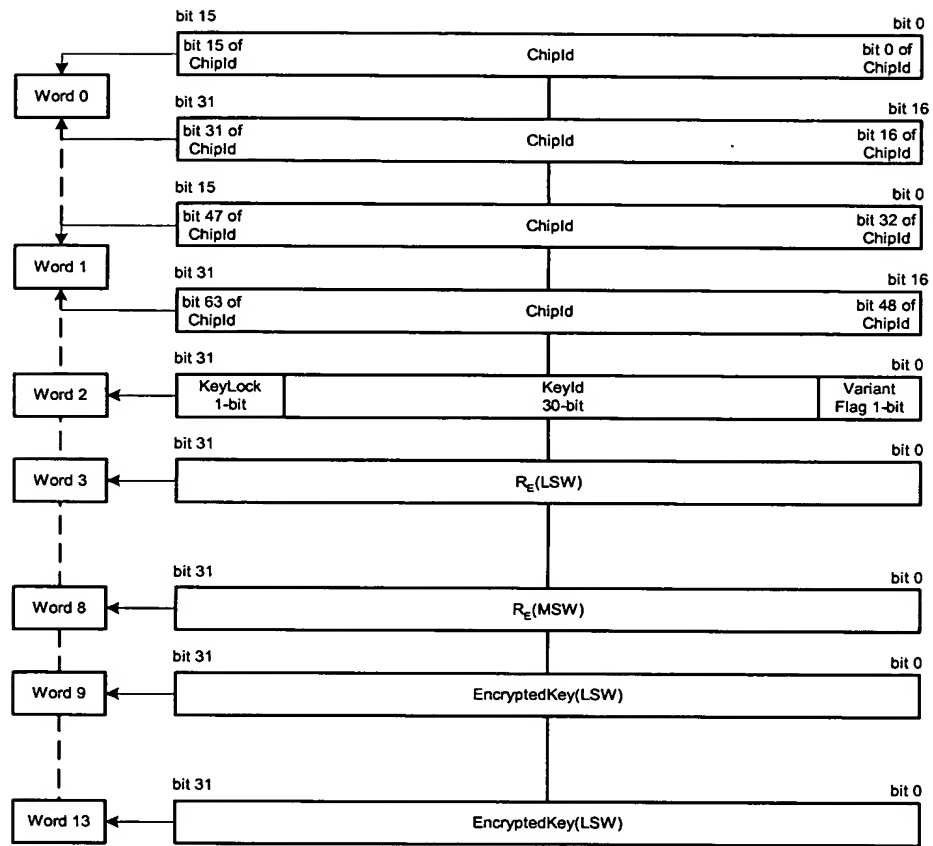 bit 15
bit 0
bit 15 of
ChipId
ChipId
bit 0 of
ChipId
Word 0
bit 31
bit 16
bit 31 of
ChipId
ChipId
bit 16 of
ChipId
bit 15
bit 0
bit 47 of
ChipId
ChipId
bit 32 of
ChipId
Word 1
bit 31
bit 16
bit 63 of
ChipId
ChipId
bit 48 of
ChipId
bit 31
bit 0
Word 2
KeyLock
1-bit
KeyId
30-bit
Variant
Flag 1-bit
bit 31
bit 0
Word 3
RE(LSW)
bit 31
bit 0
Word 8
RE(MSW)
bit 31
bit 0
Word 9
EncryptedKey(LSW)
bit 31
bit 0
Word 13
EncryptedKey(LSW)